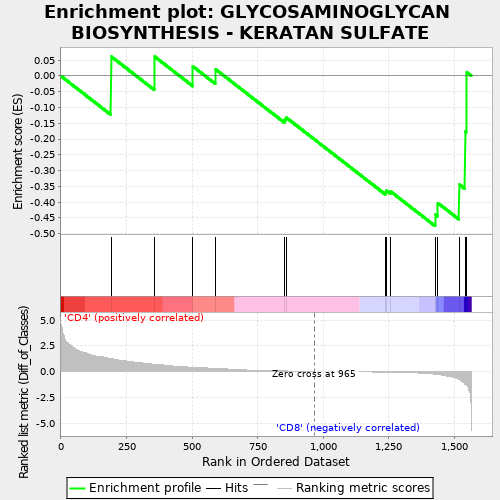 Enrichment plot: GLYCOSAMINOGLYCAN
BIOSYNTHESIS - KERATAN SULFATE
Enrichment score (ES)
0.05
0.00
-0.05
-0.10
-0.15
-0.20
-0.25
-0.30
-0.35
-0.40
-0.45
-0.50
Ranked list metric (Diff_of_Classes)
'CD4' (positively correlated)
5.0
2.5
0.0
-2.5
-5.0
Zero cross at 965
'CD8' (negatively correlated)
0 250 500 750 1,000 1,250 1,500
Rank in Ordered Dataset
Enrichment profile Hits Ranking metric scores